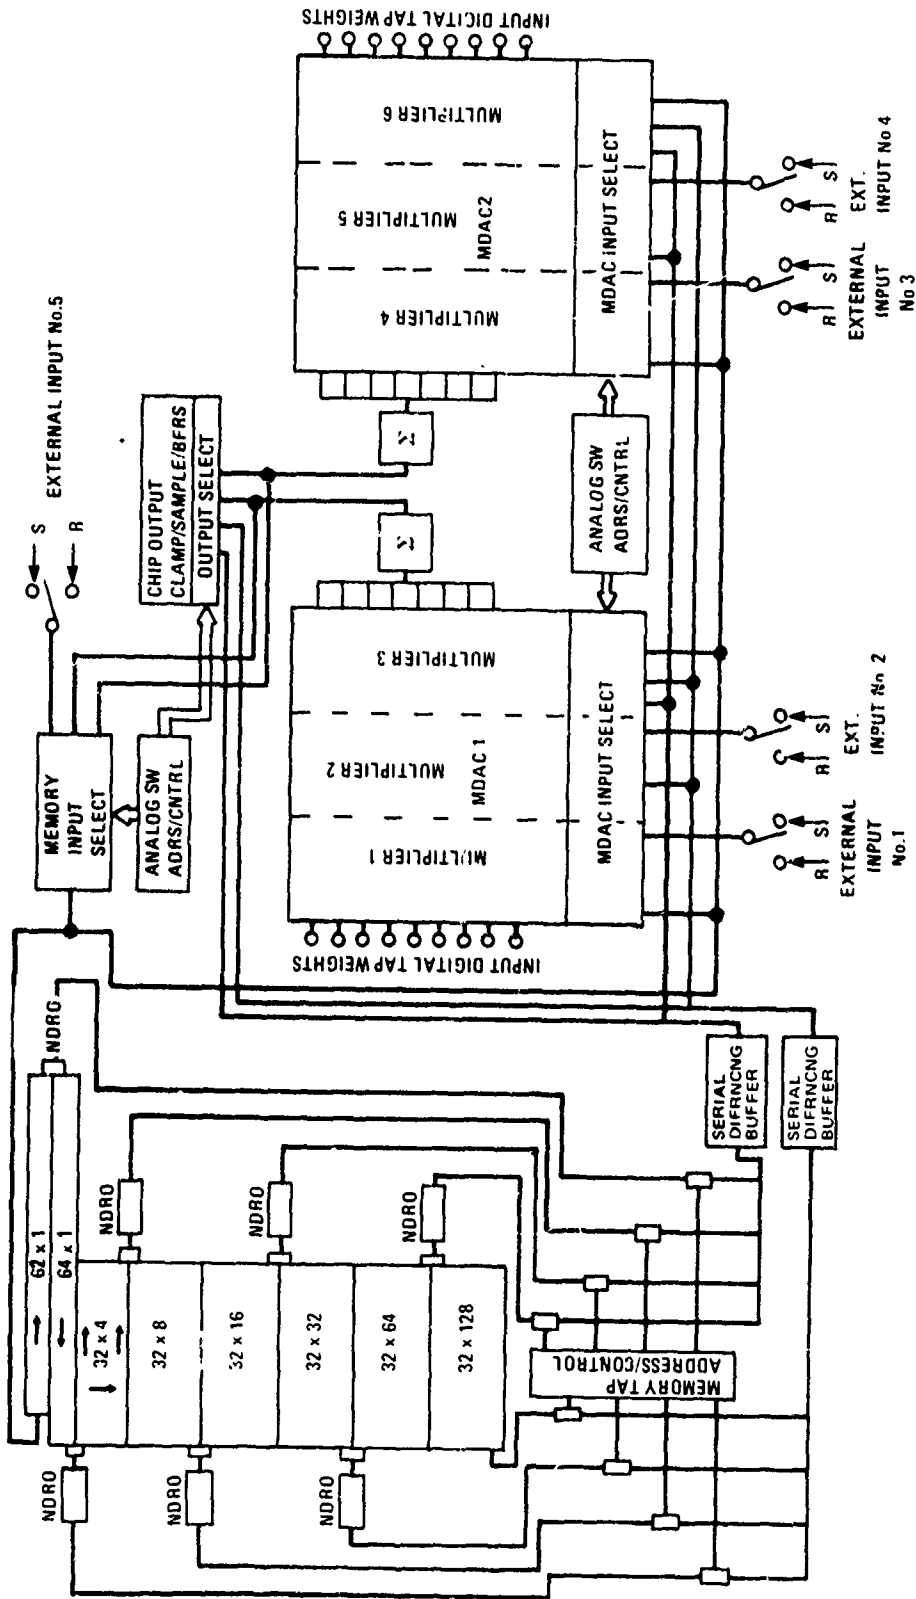 INPUT DIGITAL TAP WEIGHTS
MULTIPLIER 6
MULTIPLIER 5
MULTIPLIER 4
MDAC2
MDAC INPUT SELECT
S
R
EXT.
INPUT No 4
S
R
EXTERNAL
INPUT
No 3
EXTERNAL INPUT No.5
S
R
CHIP OUTPUT
CLAMP/SAMPLE/BFRS
OUTPUT SELECT
Σ
Σ
ANALOG SW
ADRS/CNTRL
MEMORY
INPUT
SELECT
ANALOG SW
ADRS/CNTRL
MULTIPLIER 3
MULTIPLIER 2
MULTIPLIER 1
MDAC 1
MDAC INPUT SELECT
INPUT DIGITAL TAP WEIGHTS
S
R
EXT.
INPUT No 2
S
R
EXTERNAL
INPUT
No.1
NDRO
62 x 1
64 x 1
32 x 4
32 x 8
32 x 16
32 x 32
32 x 64
32 x 128
NDRO
NDRO
NDRO
NDRO
NDRO
NDRO
MEMORY TAP
ADDRESS/CONTROL
SERIAL
DIFRNCNG
BUFFER
SERIAL
DIFRNCNG
BUFFER